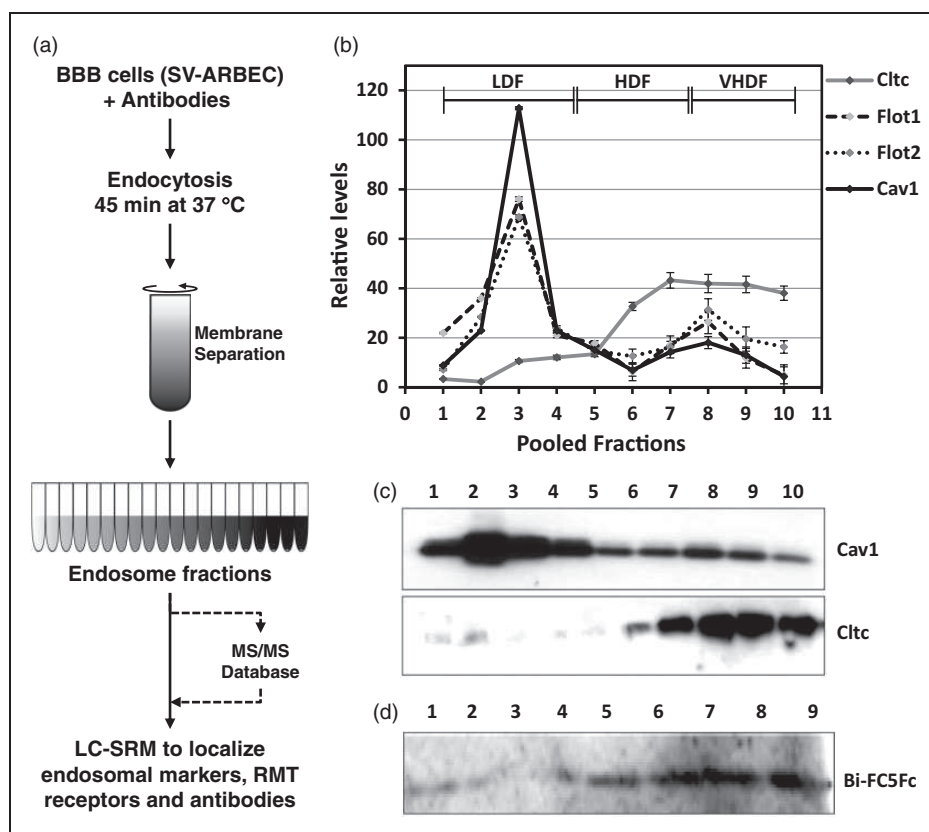 (a)
BBB cells (SV-ARBEC)
+ Antibodies
Endocytosis
45 min at 37 °C
Membrane
Separation
Endosome fractions
MS/MS
Database
LC-SRM to localize
endosomal markers, RMT
receptors and antibodies
(b)
LDF HDF VHDF
120
100
80
60
40
20
0
Relative levels
0 1 2 3 4 5 6 7 8 9 10 11
Pooled Fractions
Cltc
Flot1
Flot2
Cav1
(c)
1 2 3 4 5 6 7 8 9 10
Cav1
Cltc
(d)
1 2 3 4 5 6 7 8 9
Bi-FC5Fc